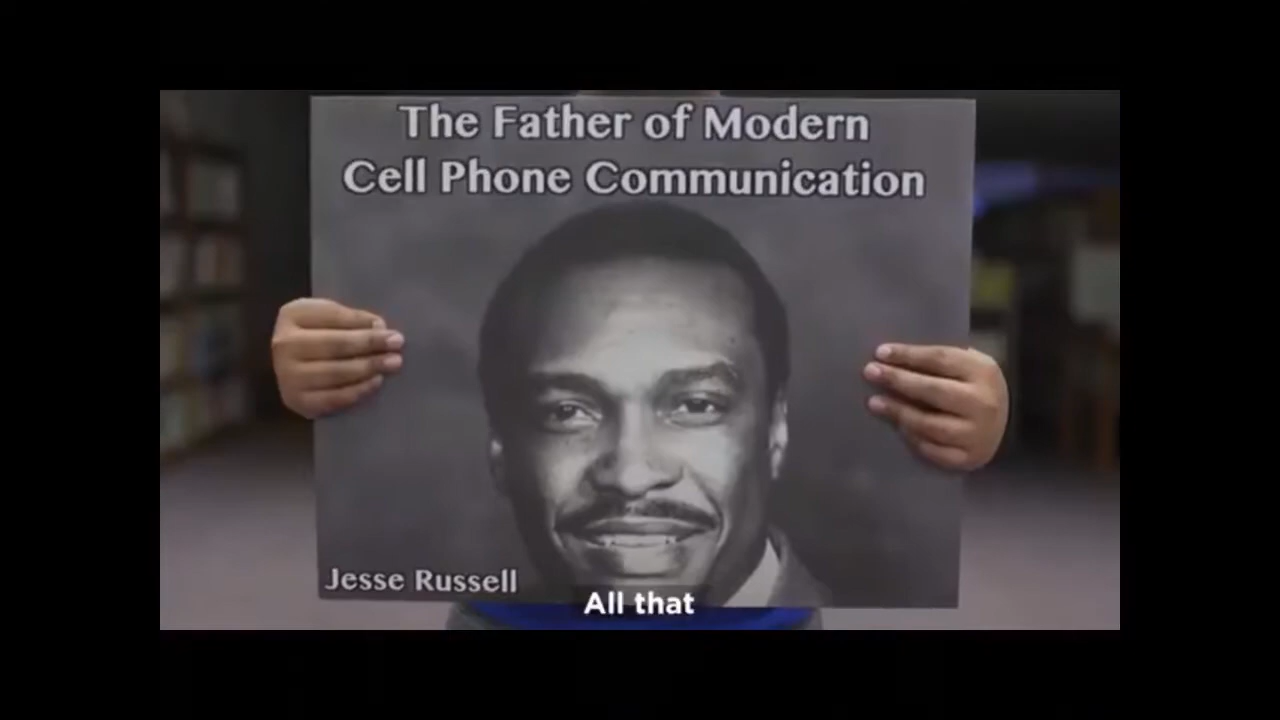 The Father of Modern
Cell Phone Communication
Jesse Russell
All that